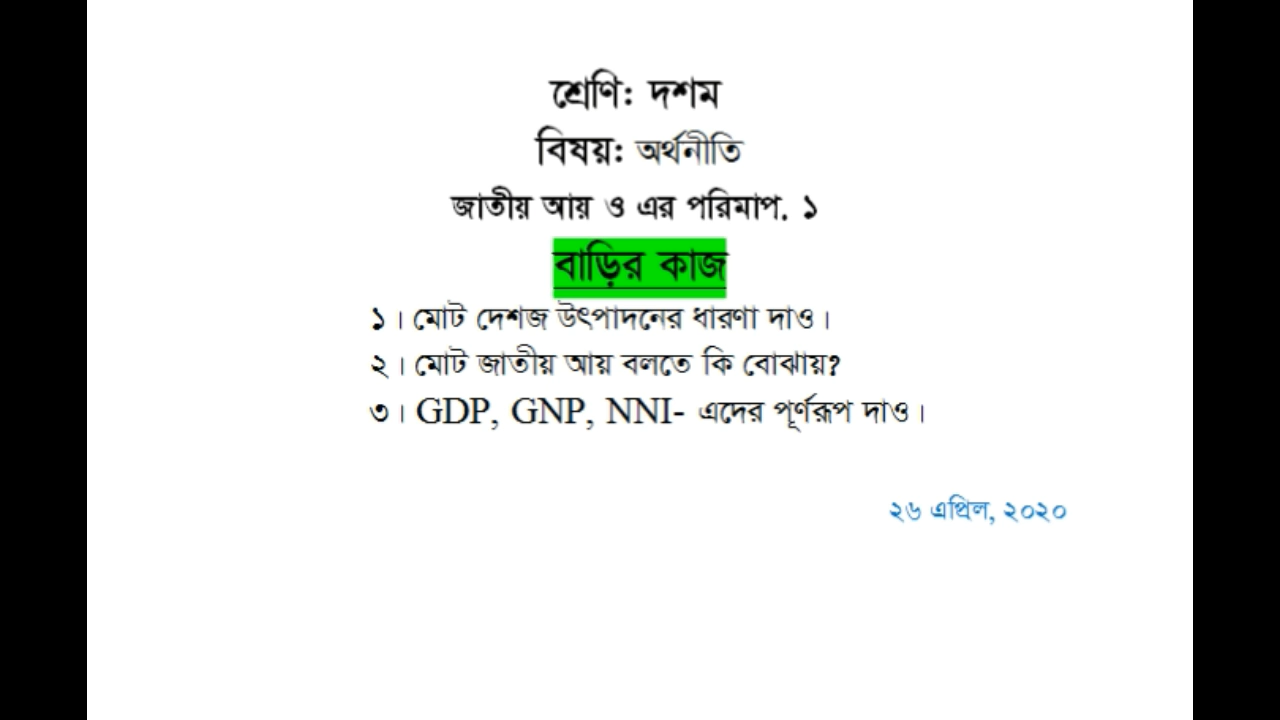 শ্রেণি: দশম
বিষয়: অর্থনীতি
জাতীয় আয় ও এর পরিমাপ. ১
বাড়ির কাজ
১। মোট দেশজ উৎপাদনের ধারণা দাও।
২। মোট জাতীয় আয় বলতে কি বোঝায়?
৩। GDP, GNP, NNI- এদের পূর্ণরূপ দাও।
২৬ এপ্রিল, ২০২০